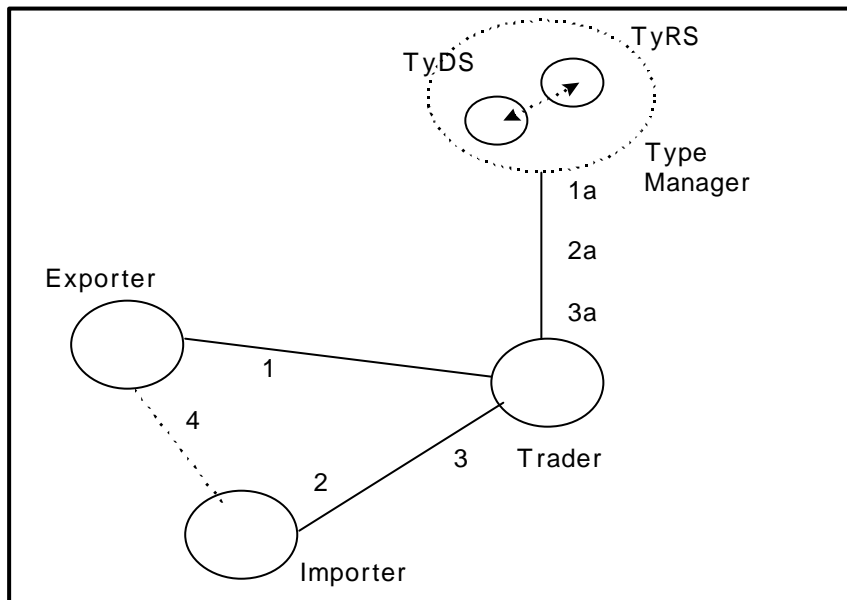 TyRS
TyDS
Type
Manager
1a
2a
3a
Exporter
1
4
3
Trader
2
Importer